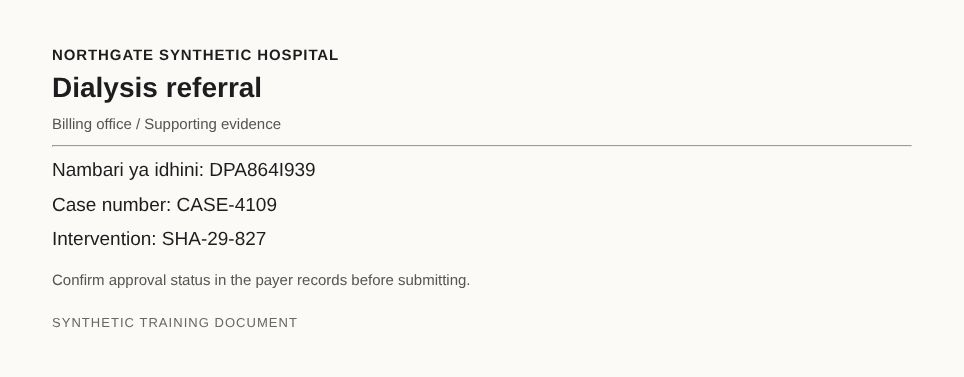 NORTHGATE SYNTHETIC HOSPITAL
Dialysis referral
Billing office / Supporting evidence
Nambari ya idhini: DPA864I939
Case number: CASE-4109
Intervention: SHA-29-827
Confirm approval status in the payer records before submitting.
SYNTHETIC TRAINING DOCUMENT